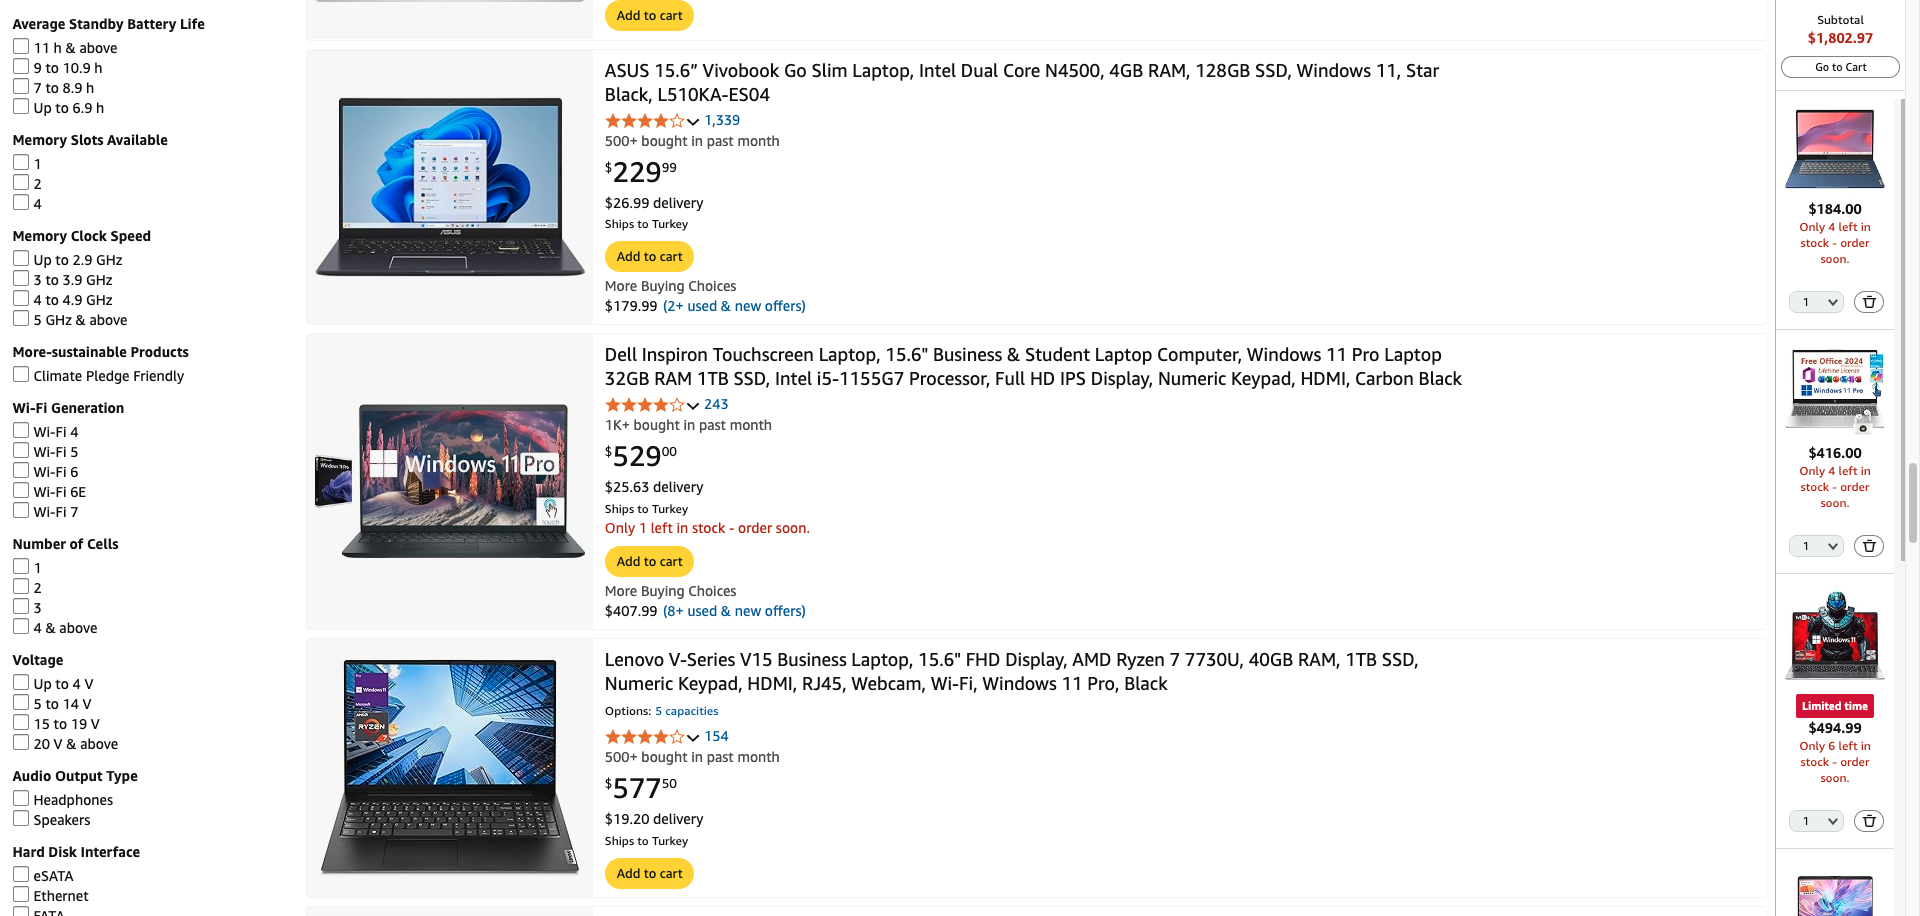 Average Standby Battery Life
11 h & above
9 to 10.9 h
7 to 8.9 h
Up to 6.9 h
Memory Slots Available
1
2
4
Memory Clock Speed
Up to 2.9 GHz
3 to 3.9 GHz
4 to 4.9 GHz
5 GHz & above
More-sustainable Products
Climate Pledge Friendly
Wi-Fi Generation
Wi-Fi 4
Wi-Fi 5
Wi-Fi 6
Wi-Fi 6E
Wi-Fi 7
Number of Cells
1
2
3
4 & above
Voltage
Up to 4 V
5 to 14 V
15 to 19 V
20 V & above
Audio Output Type
Headphones
Speakers
Hard Disk Interface
eSATA
Ethernet
FATA
Add to cart
ASUS 15.6” Vivobook Go Slim Laptop, Intel Dual Core N4500, 4GB RAM, 128GB SSD, Windows 11, Star
Black, L510KA-ES04
1,339
500+ bought in past month
$229.99
$26.99 delivery
Ships to Turkey
Add to cart
More Buying Choices
$179.99 (2+ used & new offers)
ASUS
Dell Inspiron Touchscreen Laptop, 15.6" Business & Student Laptop Computer, Windows 11 Pro Laptop
32GB RAM 1TB SSD, Intel i5-1155G7 Processor, Full HD IPS Display, Numeric Keypad, HDMI, Carbon Black
243
1K+ bought in past month
$529.00
$25.63 delivery
Ships to Turkey
Only 1 left in stock - order soon.
Add to cart
More Buying Choices
$407.99 (8+ used & new offers)
Windows 11 Pro
touch
Lenovo V-Series V15 Business Laptop, 15.6" FHD Display, AMD Ryzen 7 7730U, 40GB RAM, 1TB SSD,
Numeric Keypad, HDMI, RJ45, Webcam, Wi-Fi, Windows 11 Pro, Black
Options: 5 capacities
154
500+ bought in past month
$577.50
$19.20 delivery
Ships to Turkey
Add to cart
RYZEN
Subtotal
$1,802.97
Go to Cart
$184.00
Only 4 left in
stock - order
soon.
1
Free Office 2024
Lifetime License
Windows 11 Pro
$416.00
Only 4 left in
stock - order
soon.
1
Windows 11
Limited time
$494.99
Only 6 left in
stock - order
soon.
1